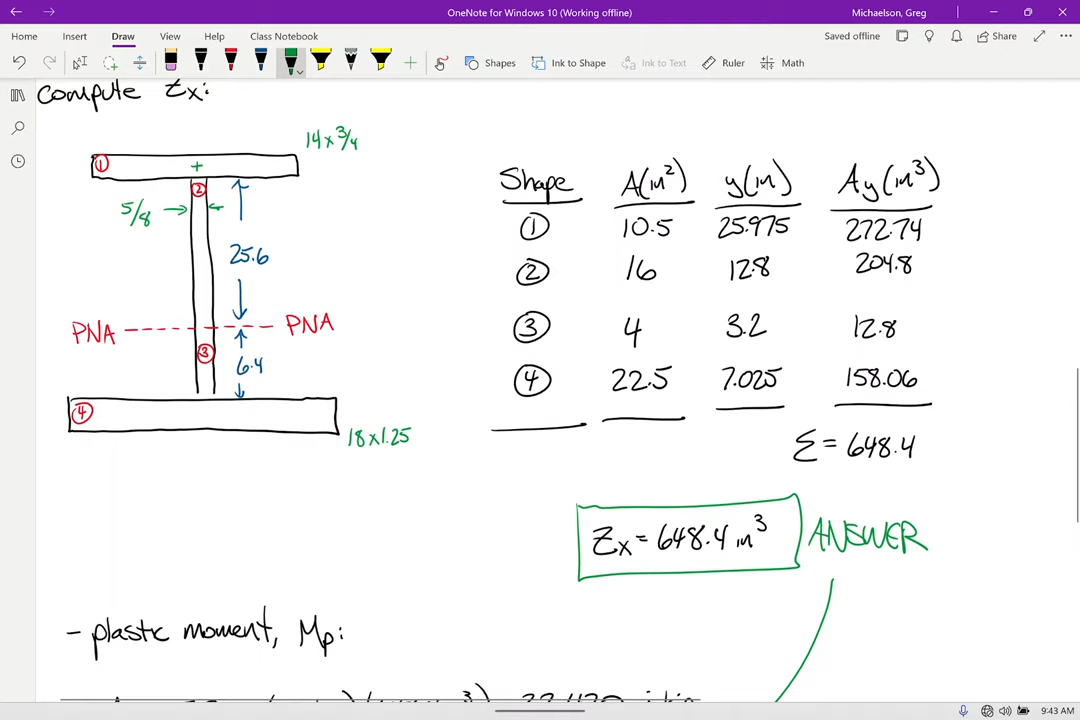 OneNote for Windows 10 (Working offline)
Michaelson, Greg
Home Insert Draw View Help Class Notebook
Saved offline Share
Shapes Ink to Shape Ink to Text Ruler Math
compute Zx:
14 x 3/4
①
+
②
5/8
25.6
PNA PNA
③
6.4
④
18 x 1.25
Shape A(in²) y(in) Ay(in³)
① 10.5 25.975 272.74
② 16 12.8 204.8
③ 4 3.2 12.8
④ 22.5 7.025 158.06
Σ = 648.4
Zx = 648.4 in³ ANSWER
- plastic moment, Mp:
9:43 AM